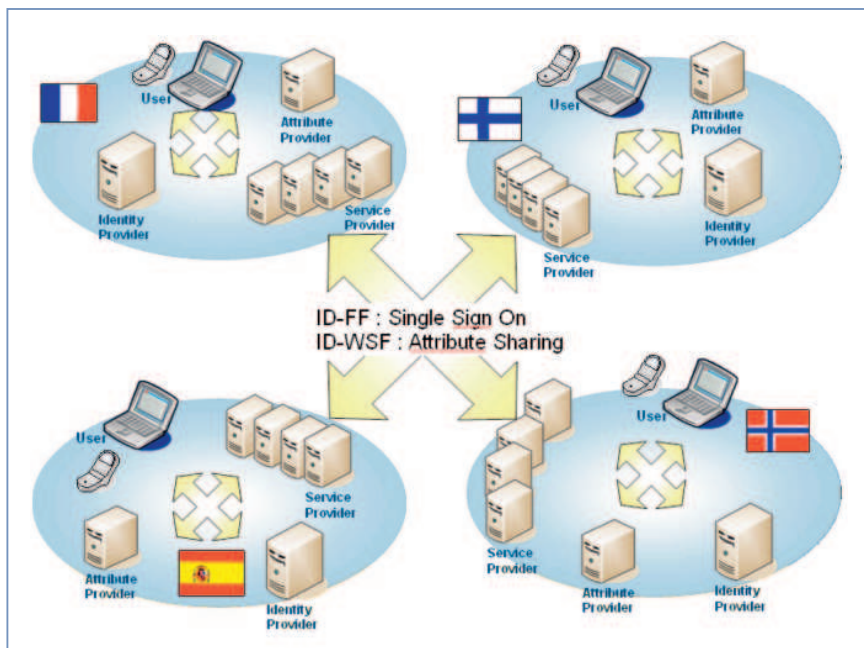 User
Attribute
Provider
Identity
Provider
Service
Provider
User
Attribute
Provider
Identity
Provider
Service
Provider
ID-FF : Single Sign On
ID-WSF : Attribute Sharing
User
Service
Provider
Attribute
Provider
Identity
Provider
User
Service
Provider
Attribute
Provider
Identity
Provider